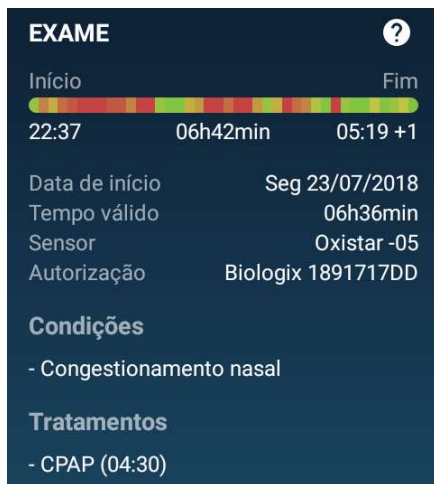 EXAME ?
Início Fim
22:37 06h42min 05:19 +1
Data de início Seg 23/07/2018
Tempo válido 06h36min
Sensor Oxistar -05
Autorização Biologix 1891717DD
Condições
- Congestionamento nasal
Tratamentos
- CPAP (04:30)